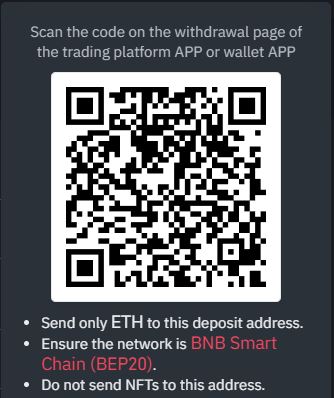 Scan the code on the withdrawal page of
the trading platform APP or wallet APP
• Send only ETH to this deposit address.
• Ensure the network is BNB Smart
Chain (BEP20).
• Do not send NFTs to this address.